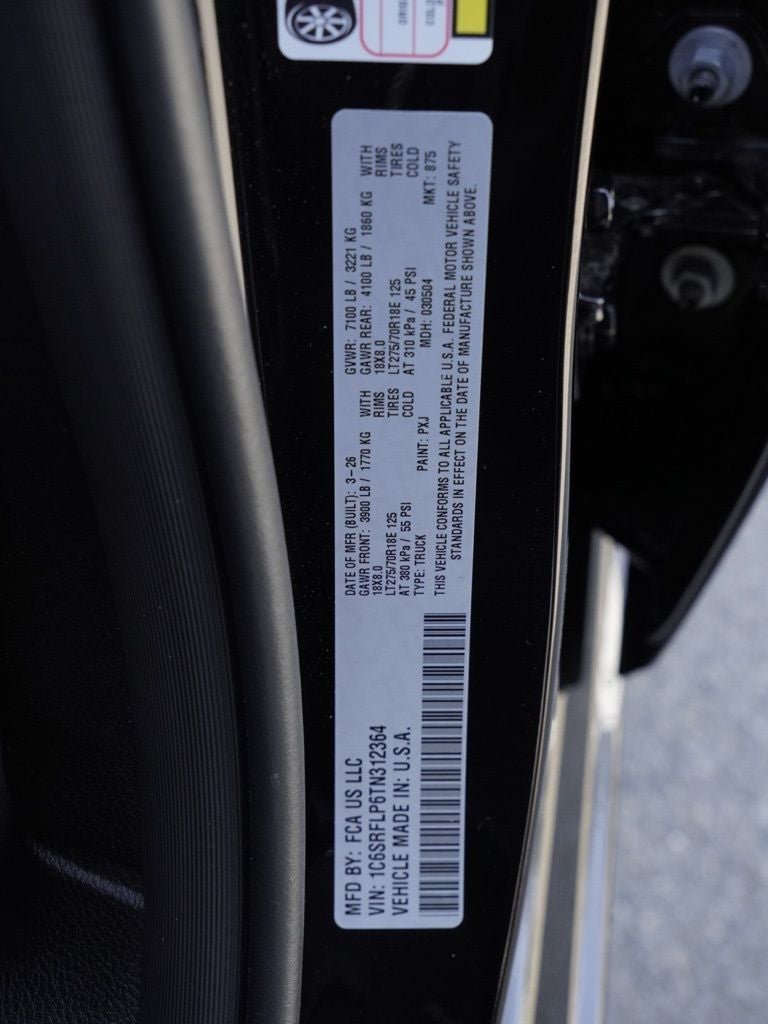 MFD BY: FCA US LLC
VIN: 1C6SRFLP6TN312364
VEHICLE MADE IN: U.S.A.
DATE OF MFR (BUILT): 3-26 GVWR: 7100 LB / 3221 KG
GAWR FRONT: 3900 LB / 1770 KG WITH GAWR REAR: 4100 LB / 1860 KG WITH
18X8.0 RIMS 18X8.0 RIMS
LT275/70R18E 125 TIRES LT275/70R18E 125 TIRES
AT 380 kPa / 55 PSI COLD AT 310 kPa / 45 PSI COLD
TYPE: TRUCK PAINT: PXJ MDH: 030504 MKT: 875
THIS VEHICLE CONFORMS TO ALL APPLICABLE U.S.A. FEDERAL MOTOR VEHICLE SAFETY
STANDARDS IN EFFECT ON THE DATE OF MANUFACTURE SHOWN ABOVE.